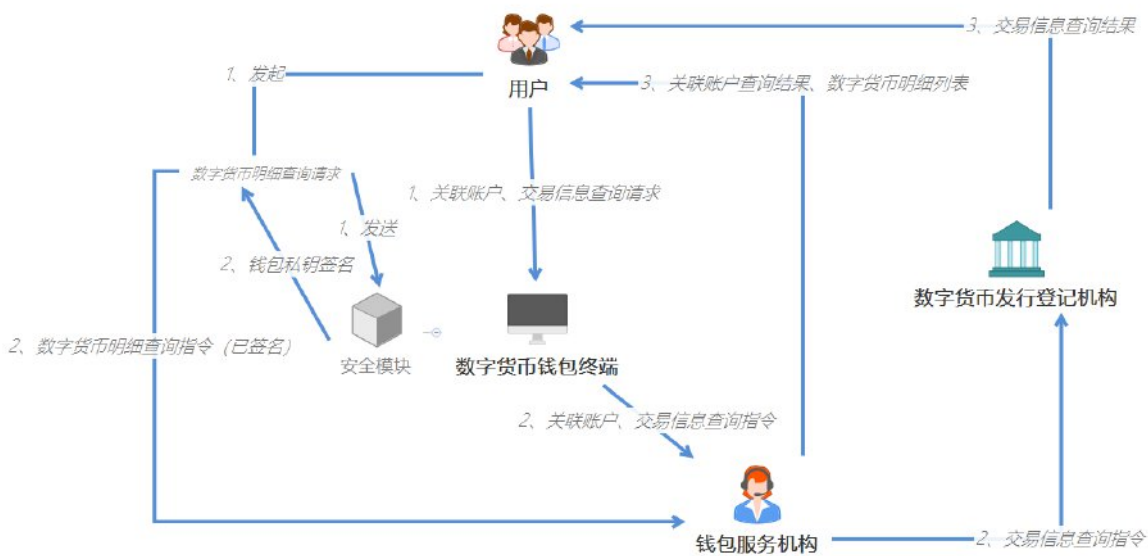 3、交易信息查询结果
1、发起
用户
3、关联账户查询结果、数字货币明细列表
数字货币明细查询请求
1、关联账户、交易信息查询请求
1、发送
2、钱包私钥签名
数字货币发行登记机构
2、数字货币明细查询指令（已签名）
安全模块
数字货币钱包终端
2、关联账户、交易信息查询指令
钱包服务机构
2、交易信息查询指令